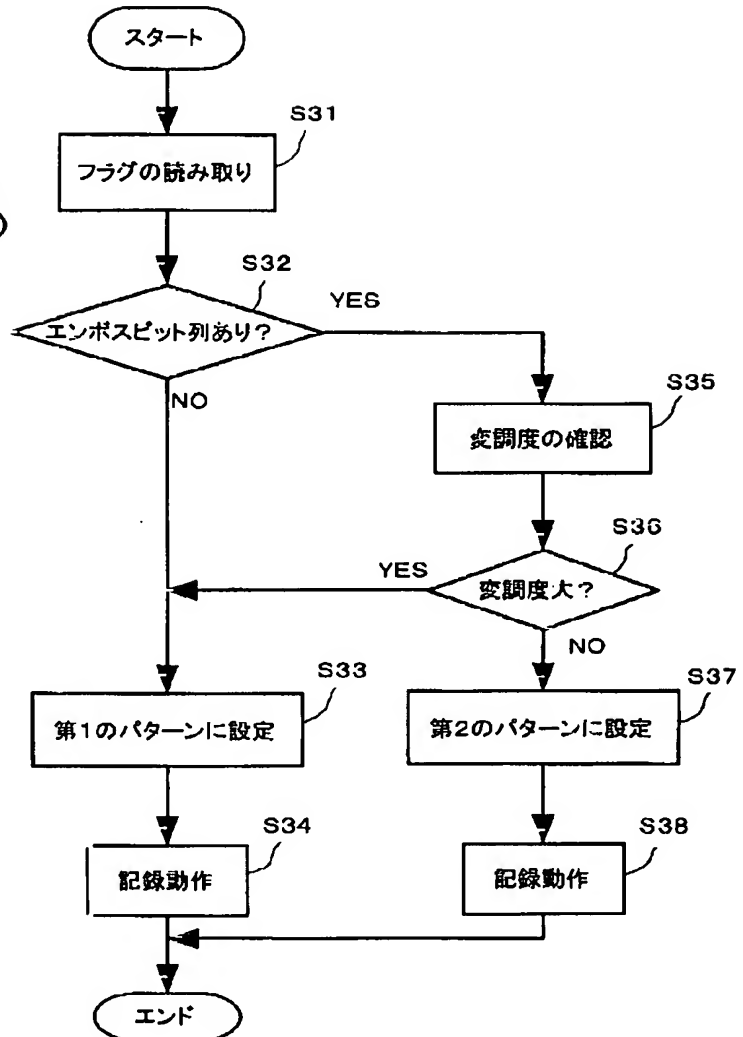 スタート
S31
フラグの読み取り
S32
エンボスピット列あり?
YES
NO
S35
変調度の確認
S36
変調度大?
YES
NO
S33
第1のパターンに設定
S37
第2のパターンに設定
S34
記録動作
S38
記録動作
エンド